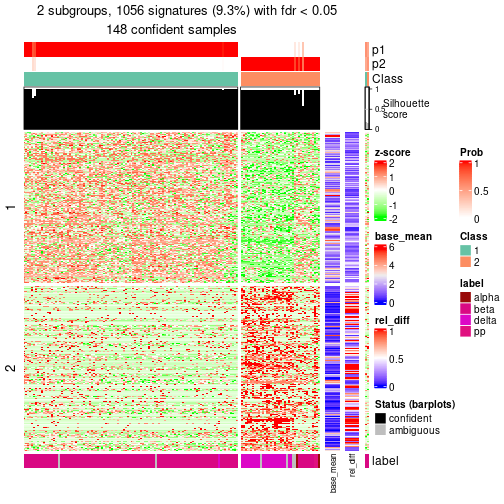 2 subgroups, 1056 signatures (9.3%) with fdr < 0.05
148 confident samples
p1
p2
Class
1
0.5
0
Silhouette
score
1
2
label
base_mean
rel_diff
z-score
2
1
0
-1
-2
base_mean
6
4
2
0
rel_diff
1
0.5
0
Status (barplots)
confident
ambiguous
label
Prob
1
0.5
0
Class
1
2
label
alpha
beta
delta
pp